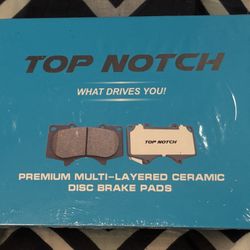 TOP NOTCH
WHAT DRIVES YOU!
TOP NOTCH
PREMIUM MULTI-LAYERED CERAMIC
DISC BRAKE PADS